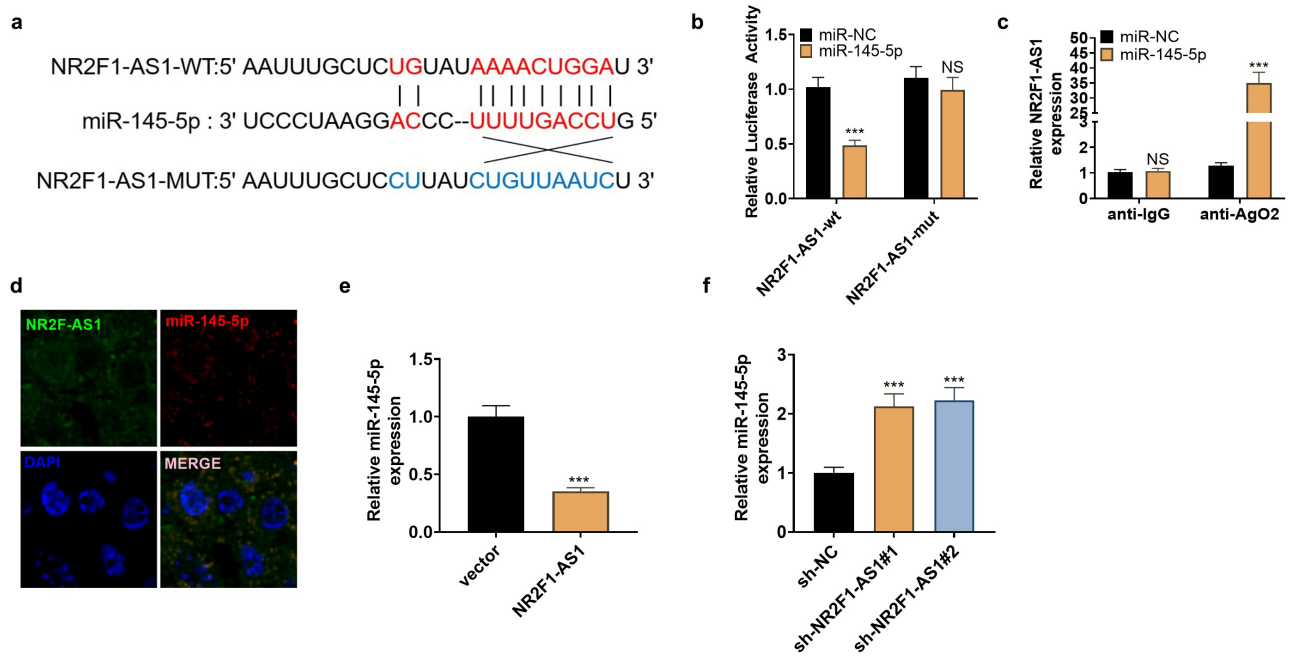 a
NR2F1-AS1-WT:5' AAUUUGCUCUGUAUAAAACUGGAU 3'
miR-145-5p : 3' UCCCUAAGGACCC--UUUUGACCUG 5'
NR2F1-AS1-MUT:5' AAUUUGCUCCUUAUCUGUUAAUCU 3'
b
Relative Luciferase Activity
1.5
1.0
0.5
0.0
miR-NC
miR-145-5p
***
NS
NR2F1-AS1-wt
NR2F1-AS1-mut
c
Relative NR2F1-AS1
expression
50
45
40
35
30
25
2
1
0
miR-NC
miR-145-5p
NS
***
anti-IgG
anti-AgO2
d
NR2F-AS1
miR-145-5p
DAPI
MERGE
e
Relative miR-145-5p
expression
1.5
1.0
0.5
0.0
***
vector
NR2F1-AS1
f
Relative miR-145-5p
expression
3
2
1
0
***
***
sh-NC
sh-NR2F1-AS1#1
sh-NR2F1-AS1#2